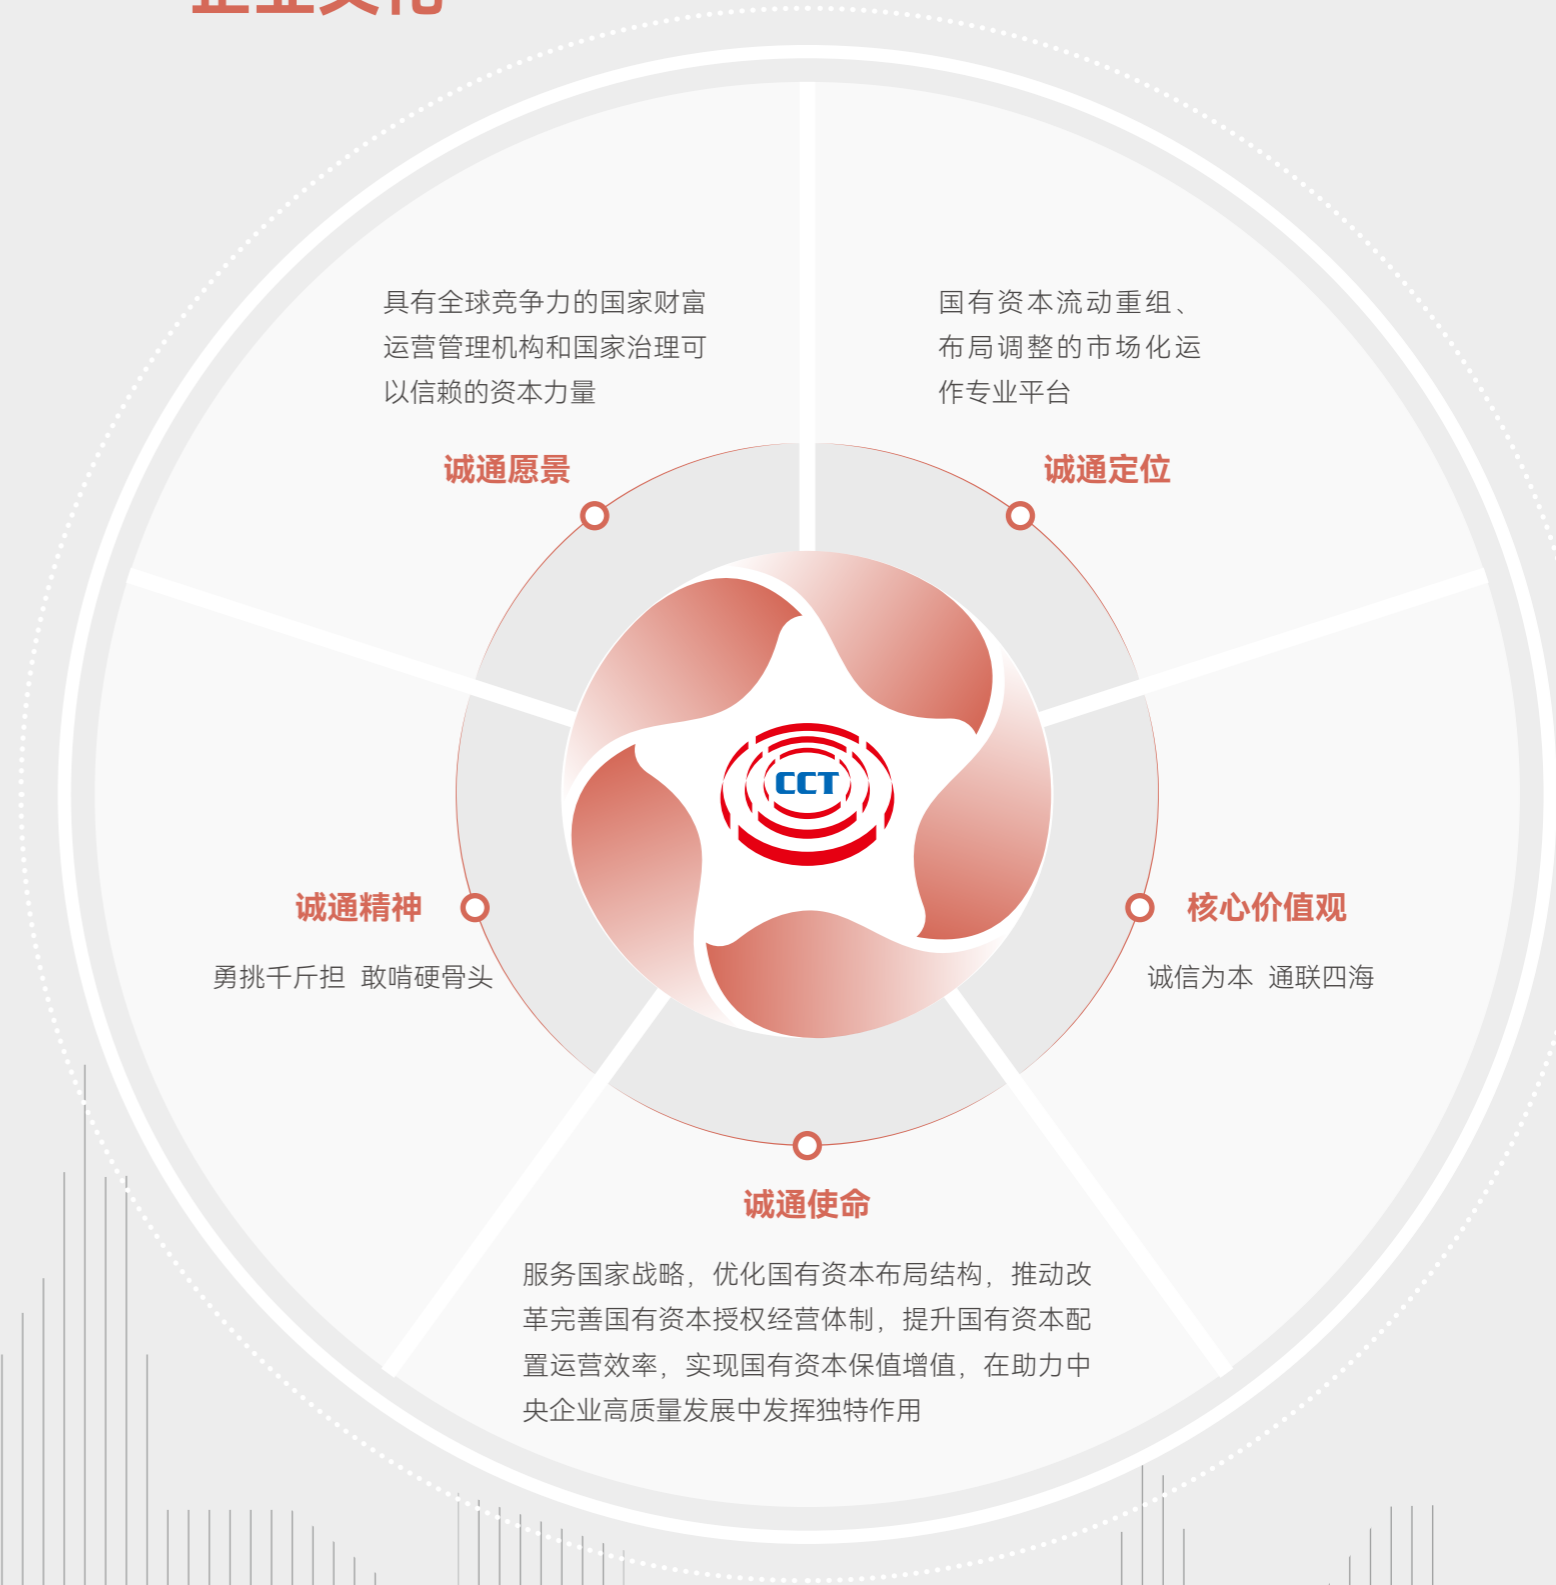 企业文化
具有全球竞争力的国家财富
运营管理机构和国家治理可
以信赖的资本力量
诚通愿景
国有资本流动重组、
布局调整的市场化运
作专业平台
诚通定位
CCT
诚通精神
勇挑千斤担 敢啃硬骨头
核心价值观
诚信为本 通联四海
诚通使命
服务国家战略，优化国有资本布局结构，推动改
革完善国有资本授权经营体制，提升国有资本配
置运营效率，实现国有资本保值增值，在助力中
央企业高质量发展中发挥独特作用